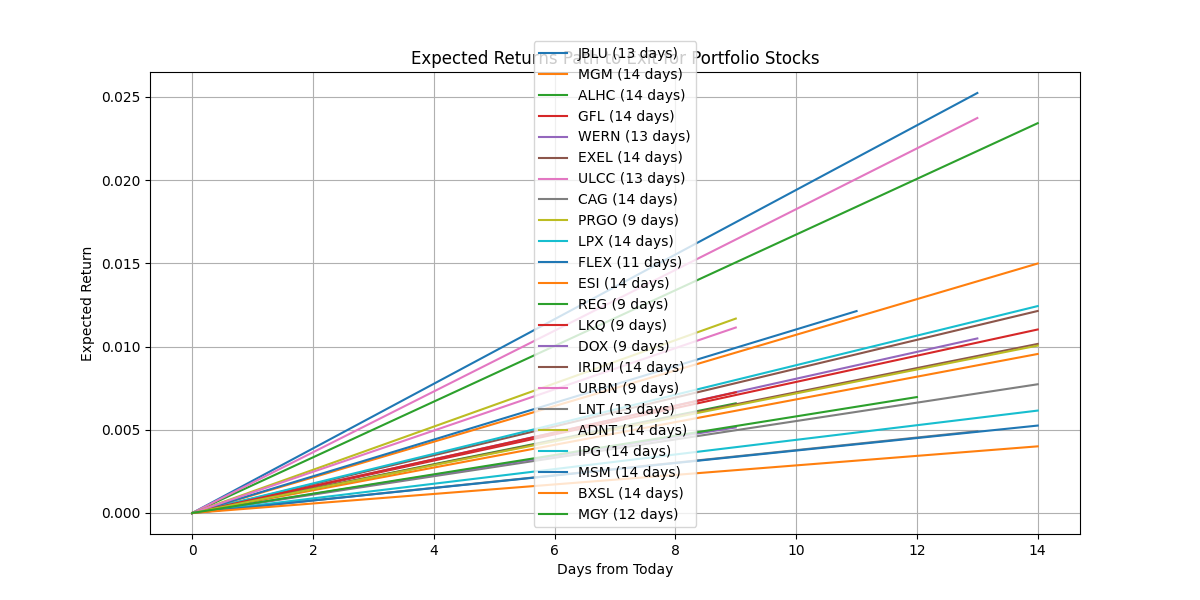 Expected Returns Path to Exit for Portfolio Stocks
JBLU (13 days)
MGM (14 days)
ALHC (14 days)
GFL (14 days)
WERN (13 days)
EXEL (14 days)
ULCC (13 days)
CAG (14 days)
PRGO (9 days)
LPX (14 days)
FLEX (11 days)
ESI (14 days)
REG (9 days)
LKQ (9 days)
DOX (9 days)
IRDM (14 days)
URBN (9 days)
LNT (13 days)
ADNT (14 days)
IPG (14 days)
MSM (14 days)
BXSL (14 days)
MGY (12 days)
Expected Return
0.025
0.020
0.015
0.010
0.005
0.000
0 2 4 6 8 10 12 14
Days from Today